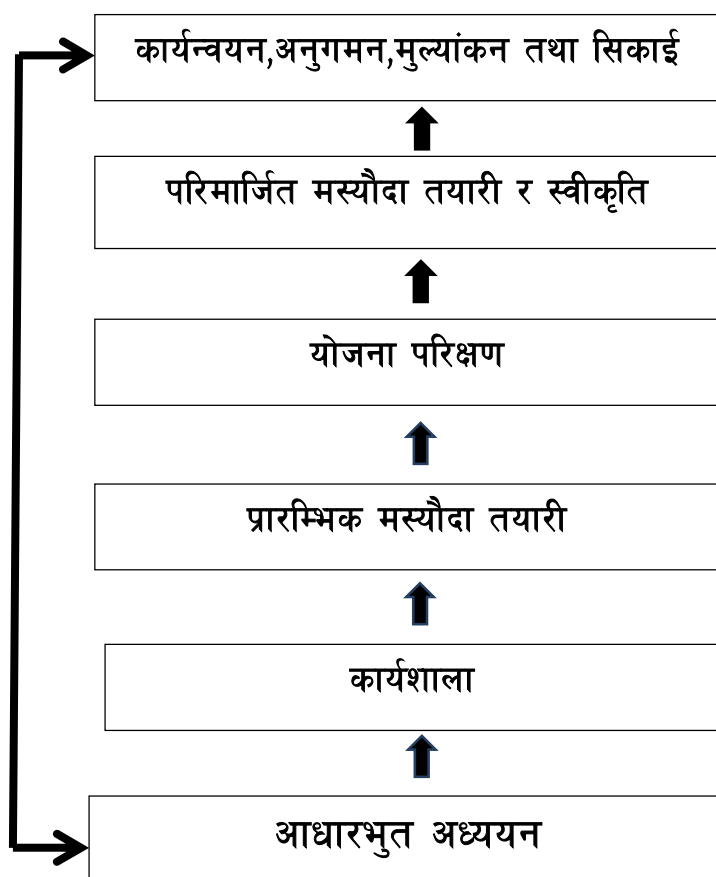 कार्यन्वयन,अनुगमन,मुल्यांकन तथा सिकाई
परिमार्जित मस्यौदा तयारी र स्वीकृति
योजना परिक्षण
प्रारम्भिक मस्यौदा तयारी
कार्यशाला
आधारभुत अध्ययन